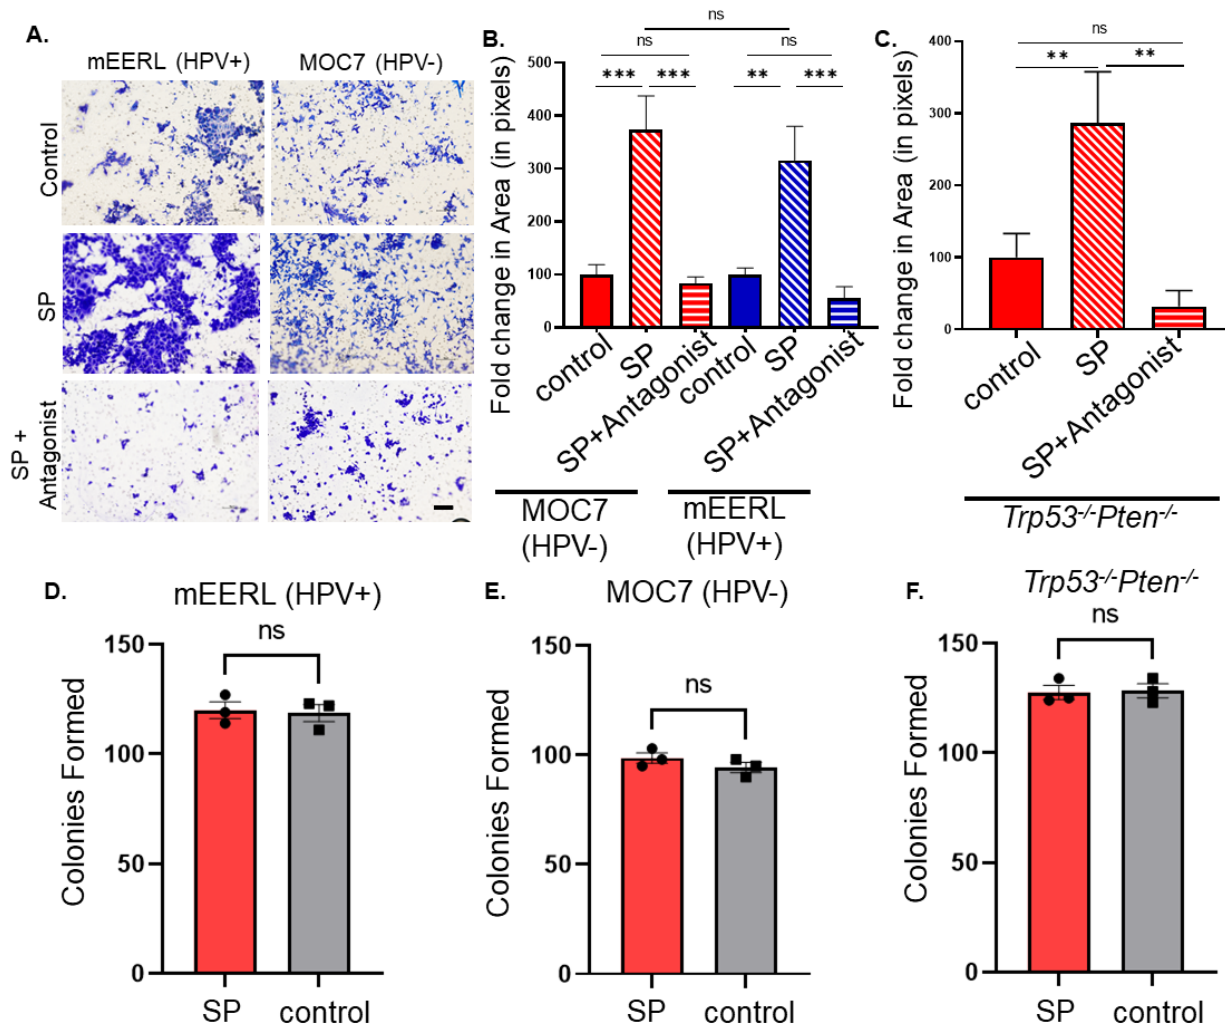 A.
mEERL (HPV+) MOC7 (HPV-)
Control
SP
SP +
Antagonist
B.
ns
ns ns
*** *** ** ***
Fold change in Area (in pixels)
500
400
300
200
100
0
control SP SP+Antagonist control SP SP+Antagonist
MOC7
(HPV-)
mEERL
(HPV+)
C.
ns
** **
Fold change in Area (in pixels)
400
300
200
100
0
control SP SP+Antagonist
Trp53-/-Pten-/-
D.
mEERL (HPV+)
ns
Colonies Formed
150
100
50
0
SP control
E.
MOC7 (HPV-)
ns
Colonies Formed
150
100
50
0
SP control
F.
Trp53-/-Pten-/-
ns
Colonies Formed
150
100
50
0
SP control